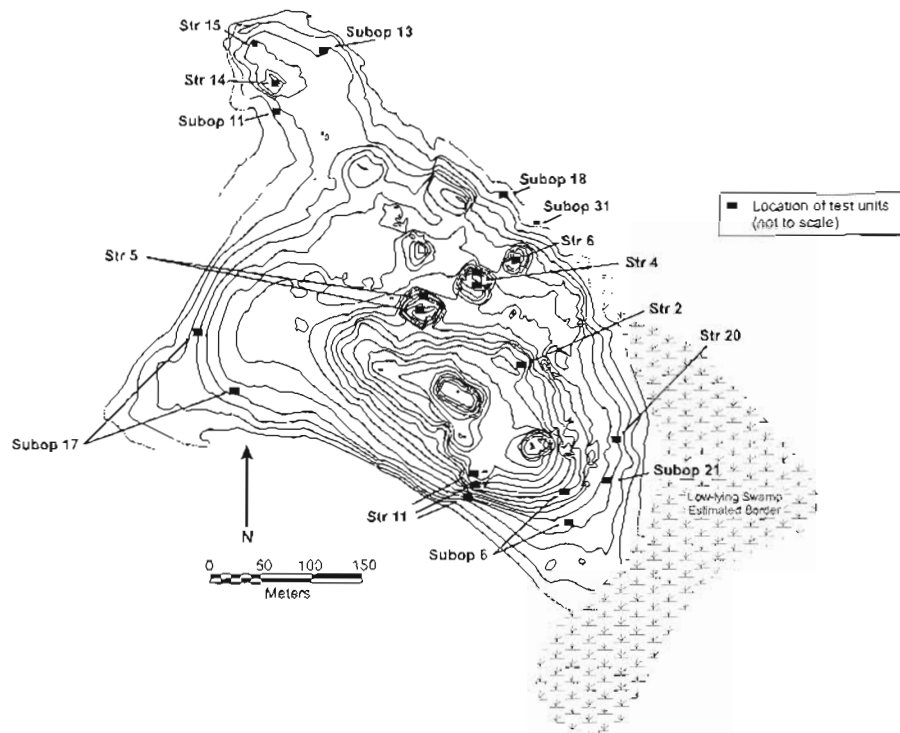 Str 15
Subop 13
Str 14
Subop 11
Subop 18
Subop 31
Location of test units
(not to scale)
Str 6
Str 4
Str 5
Str 2
Str 20
Subop 17
Subop 21
Low-lying Swamp
Estimated Border
Str 11
Subop 6
N
0 50 100 150
Meters